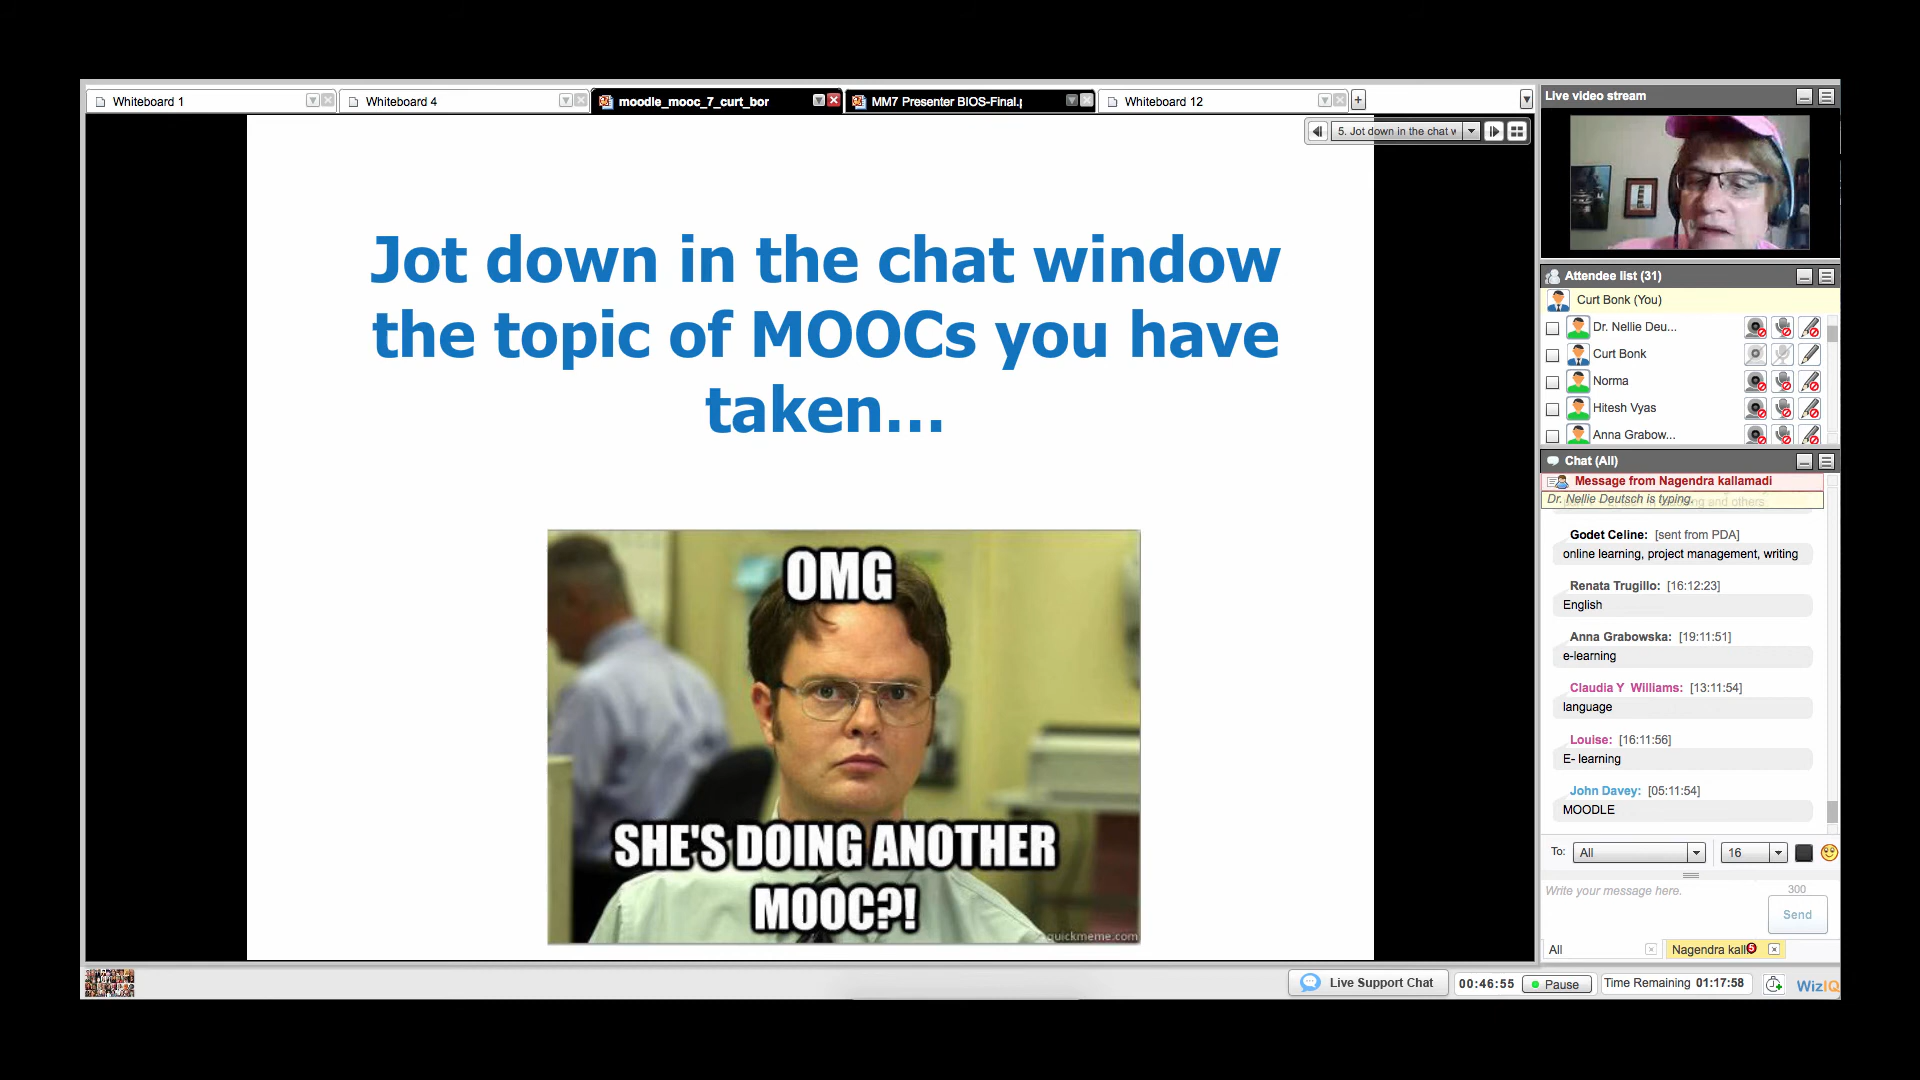 Whiteboard 1
Whiteboard 4
moodle_mooc_7_curt_bor
MM7 Presenter BIOS-Final.p
Whiteboard 12
5. Jot down in the chat w
Jot down in the chat window
the topic of MOOCs you have
taken...
OMG
SHE'S DOING ANOTHER
MOOC?!
quickmeme.com
Live video stream
Attendee list (31)
Curt Bonk (You)
Dr. Nellie Deu...
Curt Bonk
Norma
Hitesh Vyas
Anna Grabow...
Chat (All)
Message from Nagendra kallamadi
Dr. Nellie Deutsch is typing.
and others
Godet Celine: [sent from PDA]
online learning, project management, writing
Renata Trugillo: [16:12:23]
English
Anna Grabowska: [19:11:51]
e-learning
Claudia Y Williams: [13:11:54]
language
Louise: [16:11:56]
E- learning
John Davey: [05:11:54]
MOODLE
To: All 16
Write your message here. 300
Send
All Nagendra kall 5
Live Support Chat 00:46:55 Pause Time Remaining 01:17:58 WizIQ